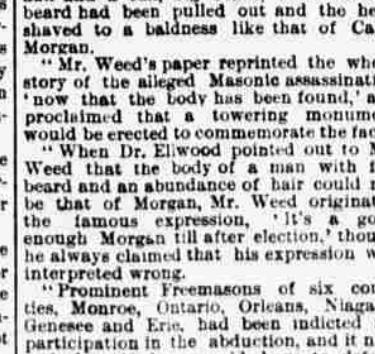 beard had been pulled out and the he
shaved to a baldness like that of Ca
Morgan.
" Mr. Weed's paper reprinted the wh
story of the alleged Masonic assassinat
'now that the body has been found,' a
proclaimed that a towering monume
would be erected to commemorate the fac
" When Dr. Ellwood pointed out to M
Weed that the body of a man with f
beard and an abundance of hair could n
be that of Morgan, Mr. Weed originat
the famous expression, 'It's a go
enough Morgan till after election,' thou
he always claimed that his expression w
interpreted wrong.
" Prominent Freemasons of six cou
ties, Monroe, Ontario, Orleans, Niaga
Genesee and Erie, had been indicted f
participation in the abduction, and it n